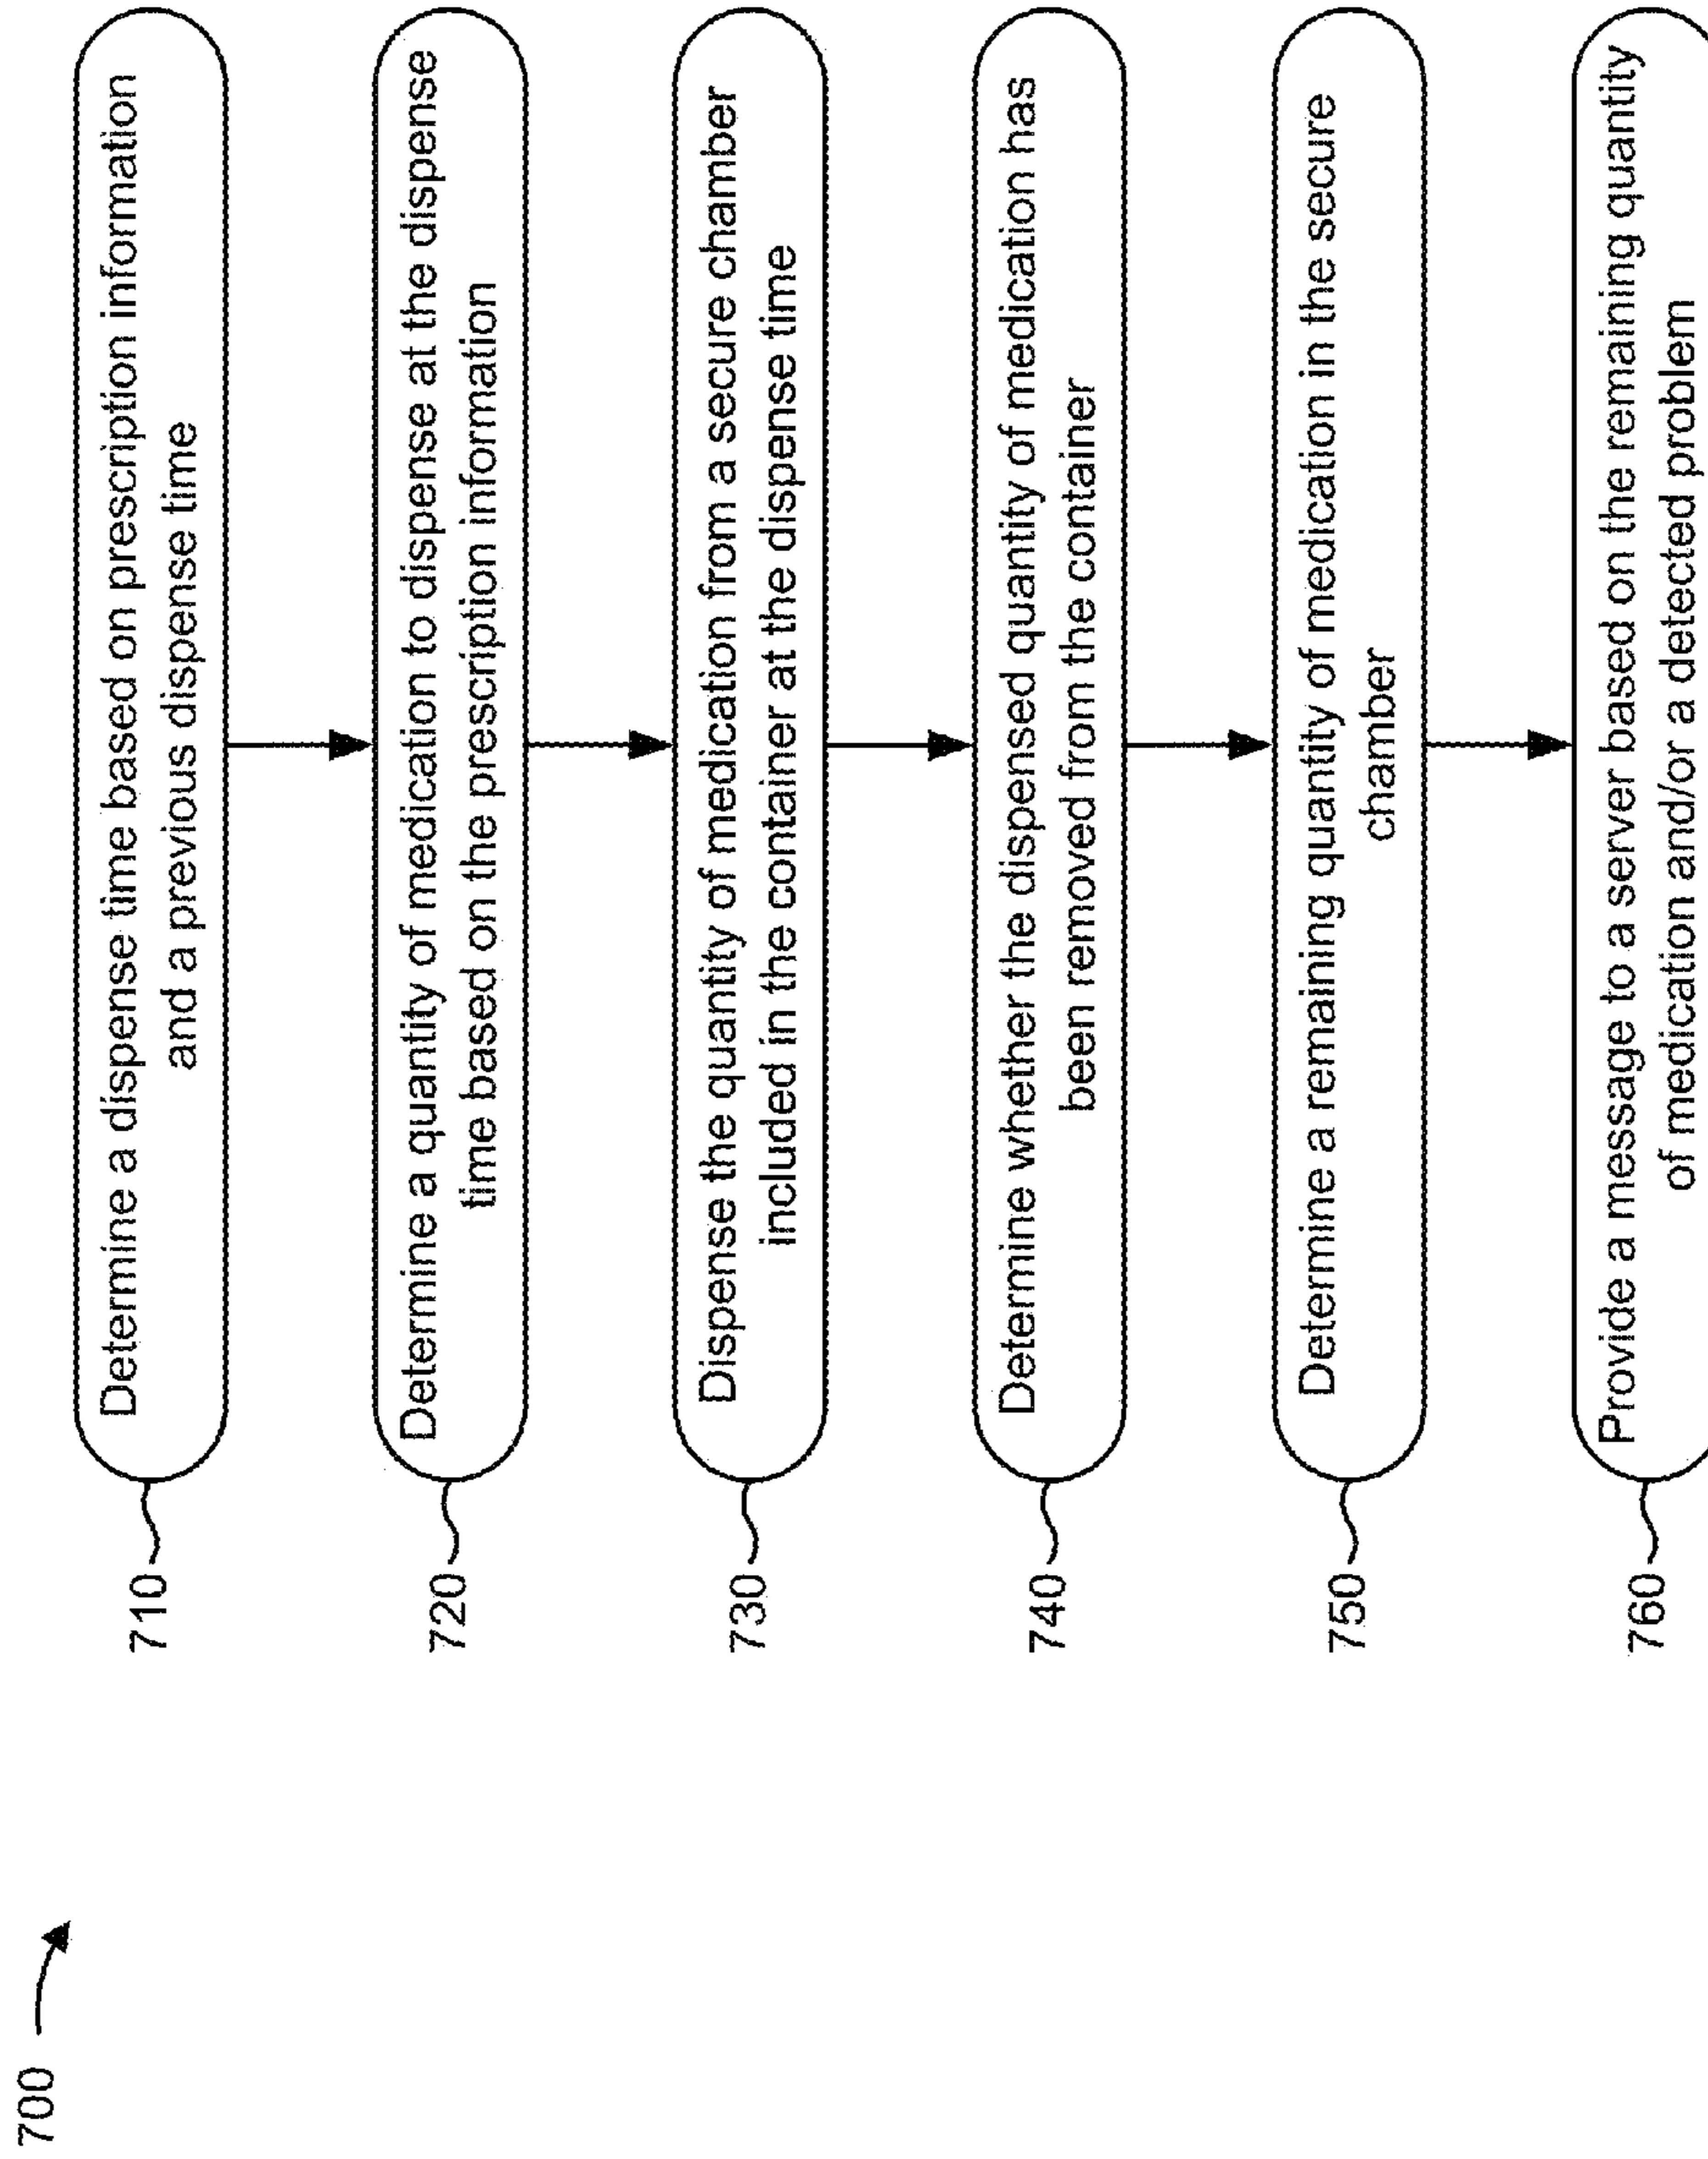 700
710
Determine a dispense time based on prescription information
and a previous dispense time
720
Determine a quantity of medication to dispense at the dispense
time based on the prescription information
730
Dispense the quantity of medication from a secure chamber
included in the container at the dispense time
740
Determine whether the dispensed quantity of medication has
been removed from the container
750
Determine a remaining quantity of medication in the secure
chamber
760
Provide a message to a server based on the remaining quantity
of medication and/or a detected problem